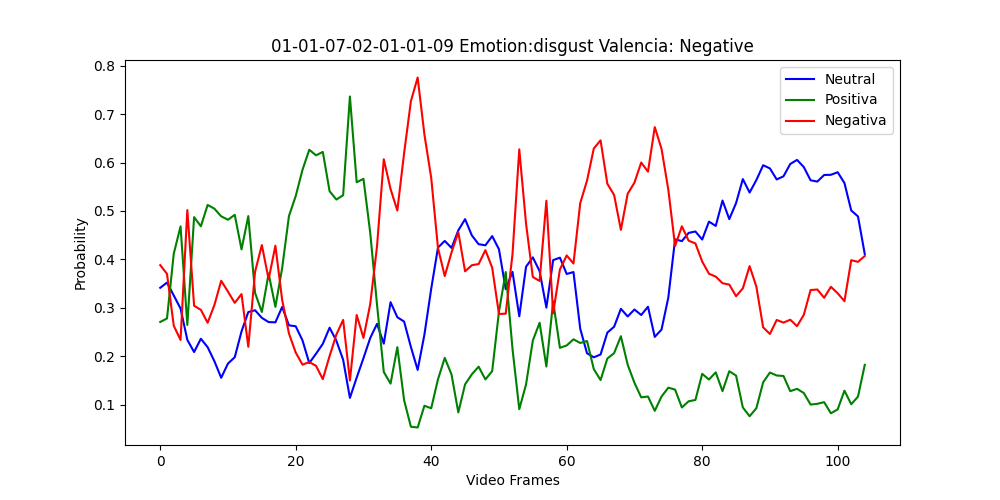 01-01-07-02-01-01-09 Emotion:disgust Valencia: Negative
Neutral
Positiva
Negativa
Probability
0.8
0.7
0.6
0.5
0.4
0.3
0.2
0.1
0 20 40 60 80 100
Video Frames